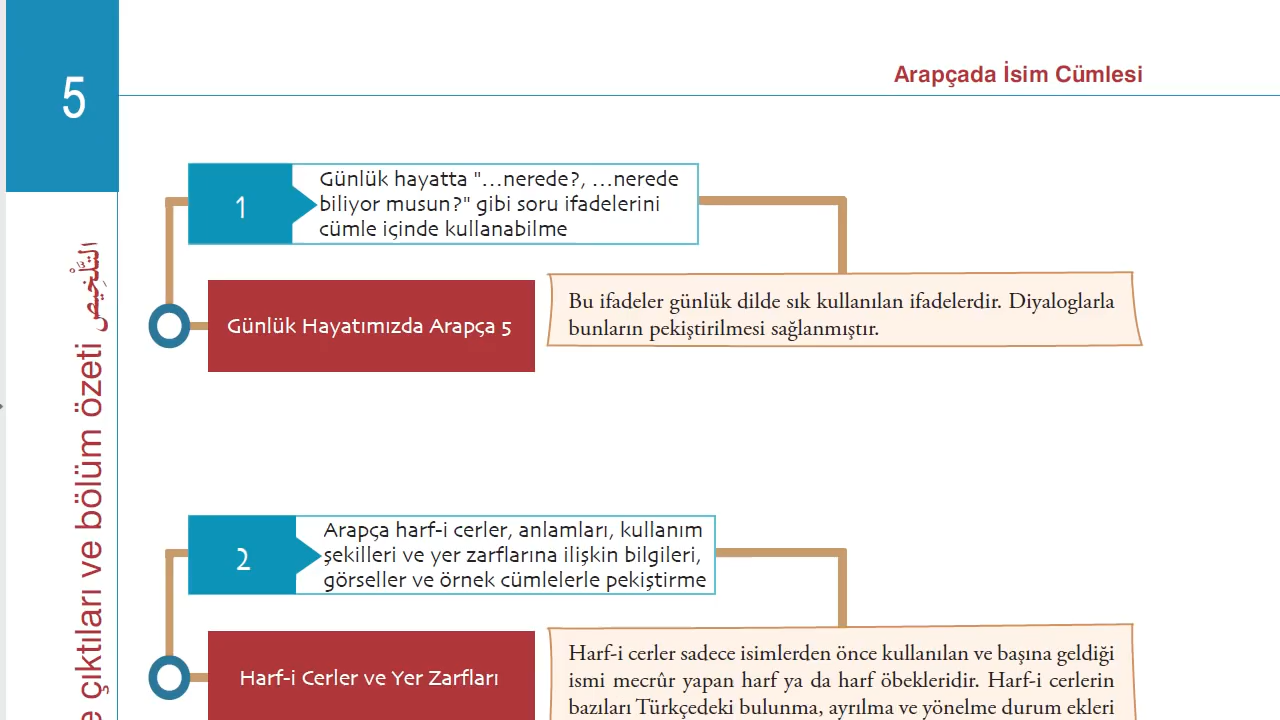 5
Arapçada İsim Cümlesi
1
Günlük hayatta "...nerede?, ...nerede
biliyor musun?" gibi soru ifadelerini
cümle içinde kullanabilme
Günlük Hayatımızda Arapça 5
Bu ifadeler günlük dilde sık kullanılan ifadelerdir. Diyaloglarla
bunların pekiştirilmesi sağlanmıştır.
2
Arapça harf-i cerler, anlamları, kullanım
şekilleri ve yer zarflarına ilişkin bilgileri,
görseller ve örnek cümlelerle pekiştirme
Harf-i Cerler ve Yer Zarfları
Harf-i cerler sadece isimlerden önce kullanılan ve başına geldiği
ismi mecrûr yapan harf ya da harf öbekleridir. Harf-i cerlerin
bazıları Türkçedeki bulunma, ayrılma ve yönelme durum ekleri
e çıktıları ve bölüm özeti التَّلْخِيص